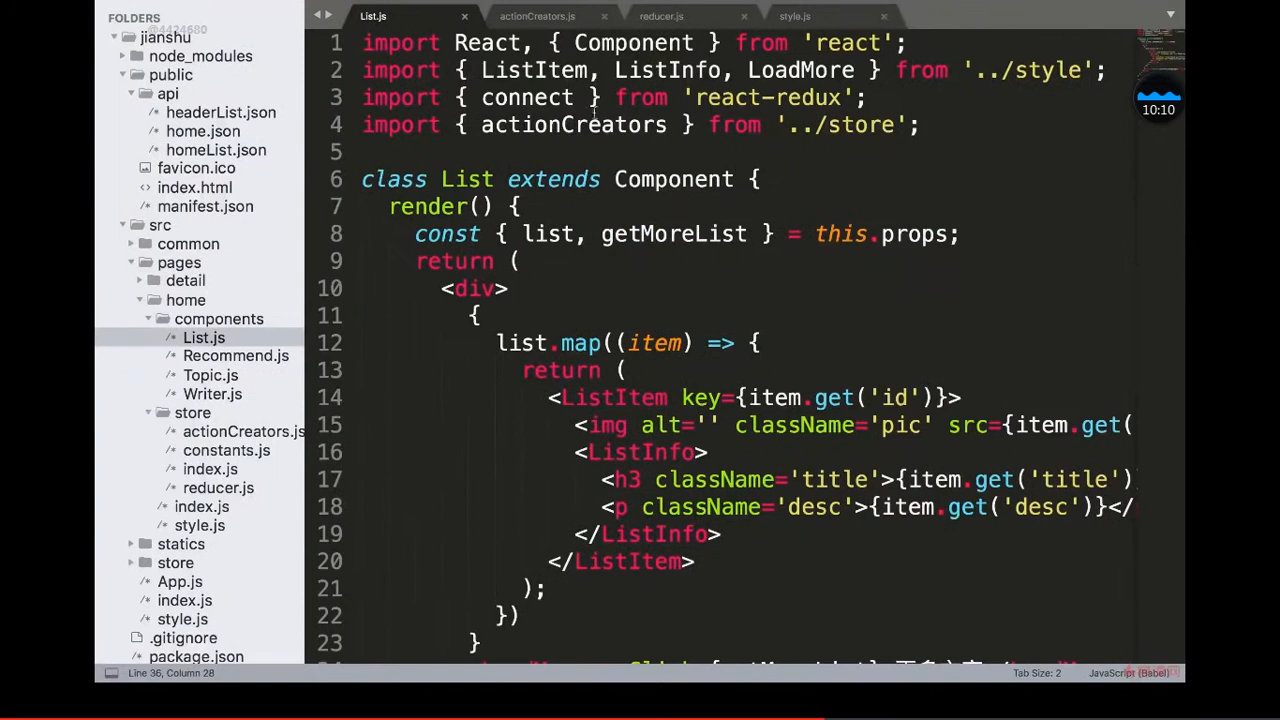 FOLDERS
@4424680
jianshu
node_modules
public
api
headerList.json
home.json
homeList.json
favicon.ico
index.html
manifest.json
src
common
pages
detail
home
components
List.js
Recommend.js
Topic.js
Writer.js
store
actionCreators.js
constants.js
index.js
reducer.js
index.js
style.js
statics
store
App.js
index.js
style.js
.gitignore
package.json
List.js
actionCreators.js
reducer.js
style.js
1 import React, { Component } from 'react';
2 import { ListItem, ListInfo, LoadMore } from '../style';
3 import { connect } from 'react-redux';
4 import { actionCreators } from '../store';
5
6 class List extends Component {
7 render() {
8 const { list, getMoreList } = this.props;
9 return (
10 <div>
11 {
12 list.map((item) => {
13 return (
14 <ListItem key={item.get('id')}>
15 <img alt='' className='pic' src={item.get(
16 <ListInfo>
17 <h3 className='title'>{item.get('title')
18 <p className='desc'>{item.get('desc')}</
19 </ListInfo>
20 </ListItem>
21 );
22 })
23 }
10:10
Line 36, Column 28
Tab Size: 2
JavaScript (Babel)